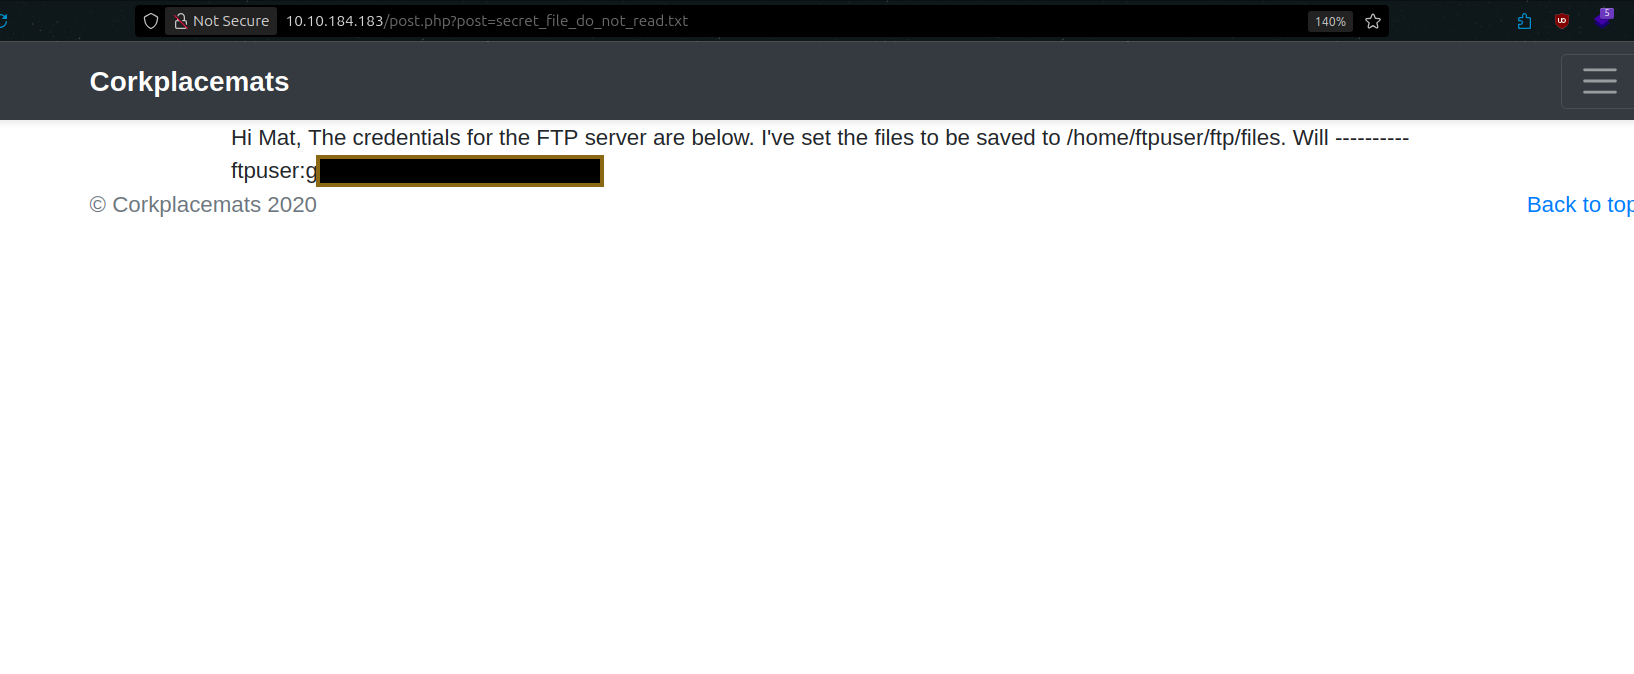 Not Secure 10.10.184.183/post.php?post=secret_file_do_not_read.txt 140% 5
Corkplacemats
Hi Mat, The credentials for the FTP server are below. I've set the files to be saved to /home/ftpuser/ftp/files. Will ----------
ftpuser:g
© Corkplacemats 2020 Back to top